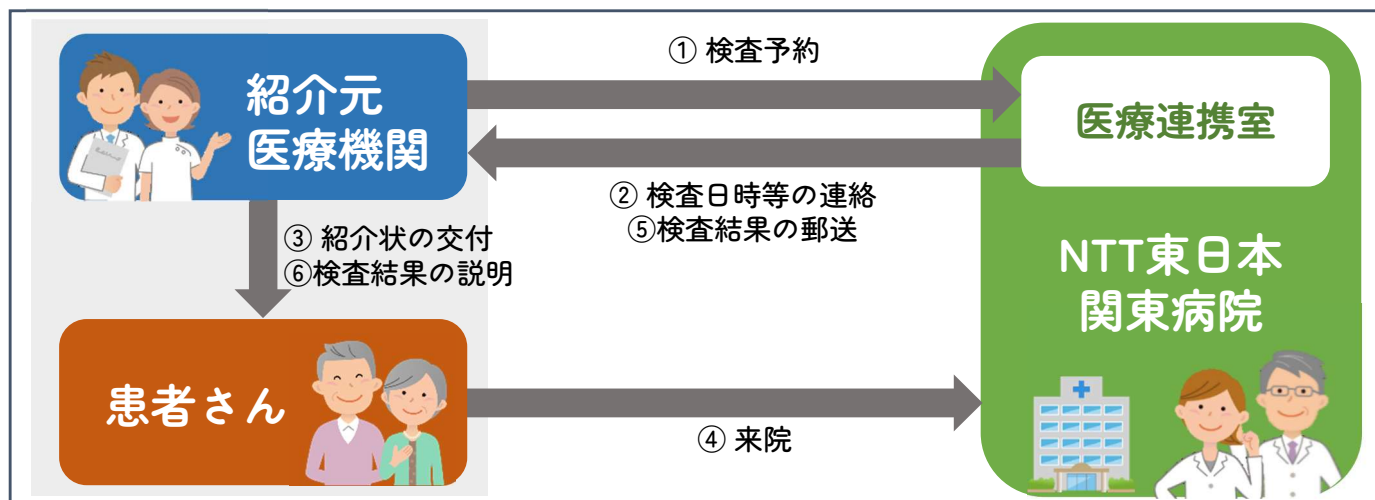 紹介元
医療機関
① 検査予約
医療連携室
② 検査日時等の連絡
⑤検査結果の郵送
③ 紹介状の交付
⑥検査結果の説明
NTT東日本
関東病院
患者さん
④ 来院